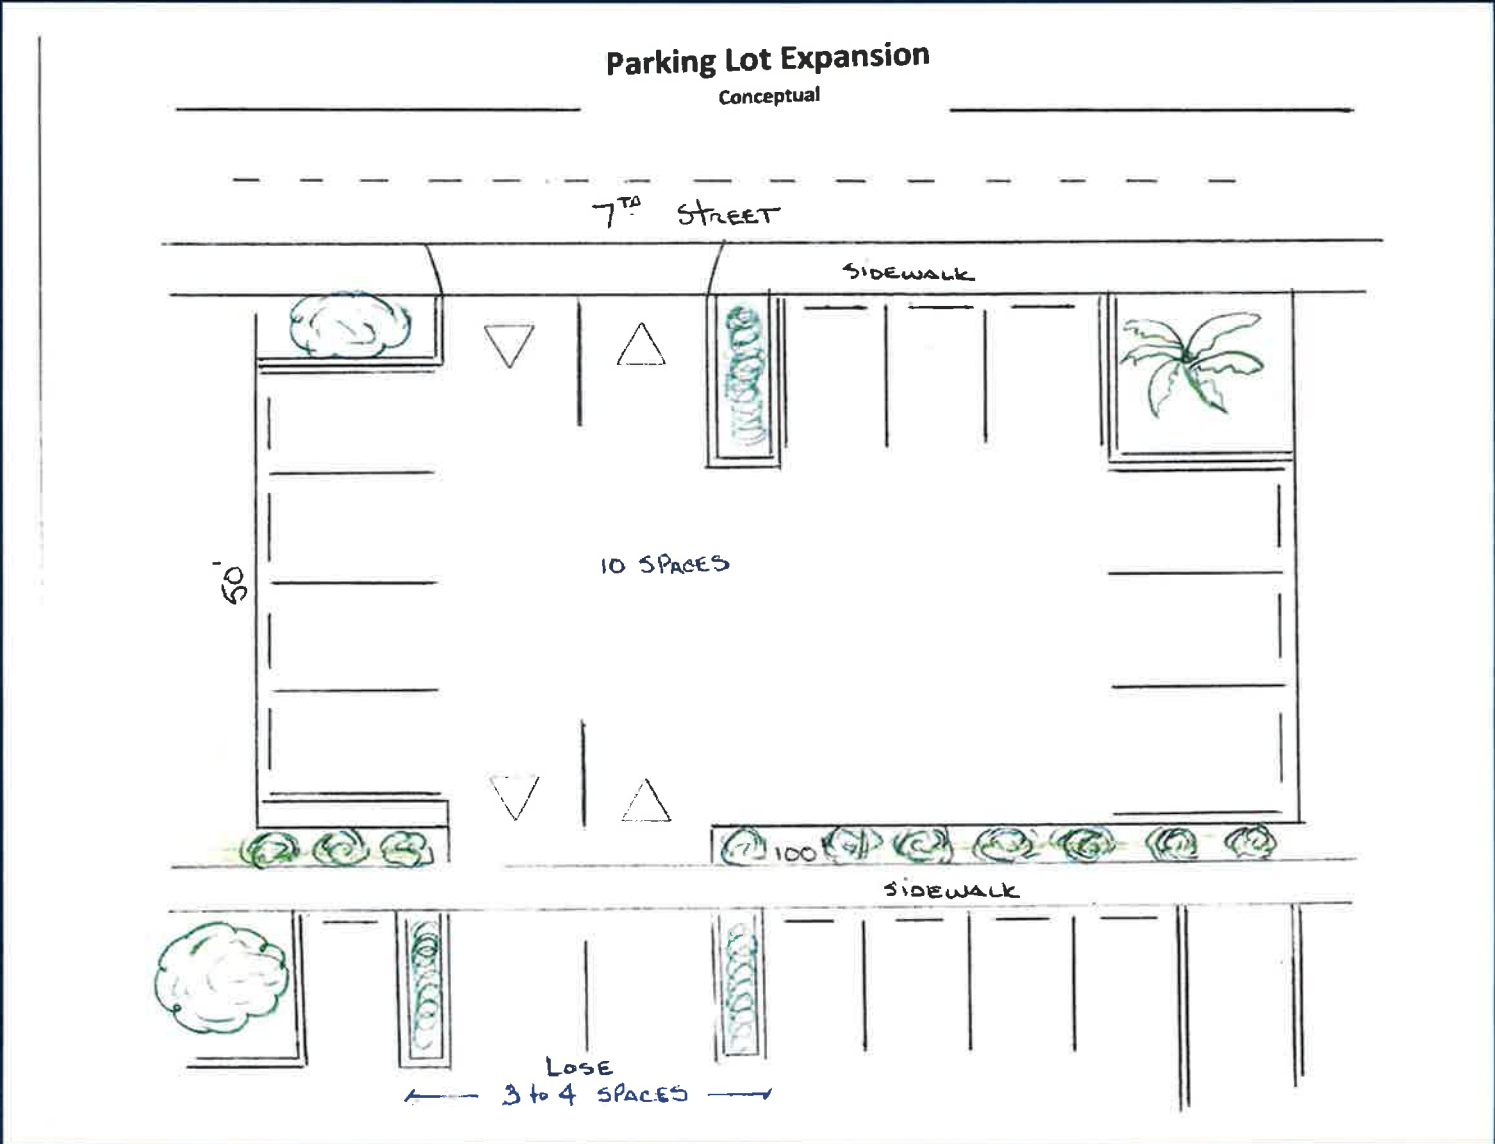 Parking Lot Expansion
Conceptual
7TH STREET
SIDEWALK
10 SPACES
50'
100
SIDEWALK
LOSE
3 to 4 SPACES